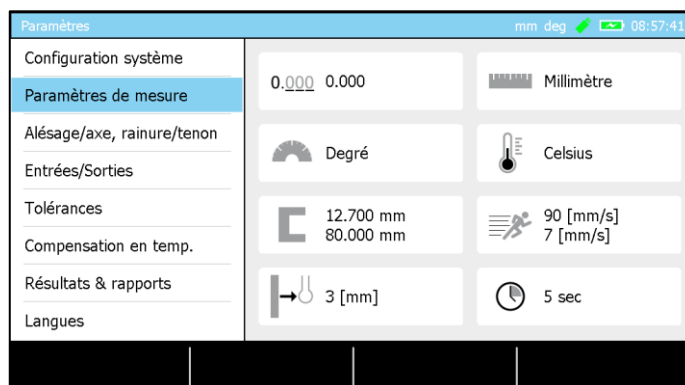 Paramètres
mm deg 08:57:41
Configuration système
Paramètres de mesure
Alésage/axe, rainure/tenon
Entrées/Sorties
Tolérances
Compensation en temp.
Résultats & rapports
Langues
0.000 0.000
Millimètre
Degré
Celsius
12.700 mm
80.000 mm
90 [mm/s]
7 [mm/s]
3 [mm]
5 sec